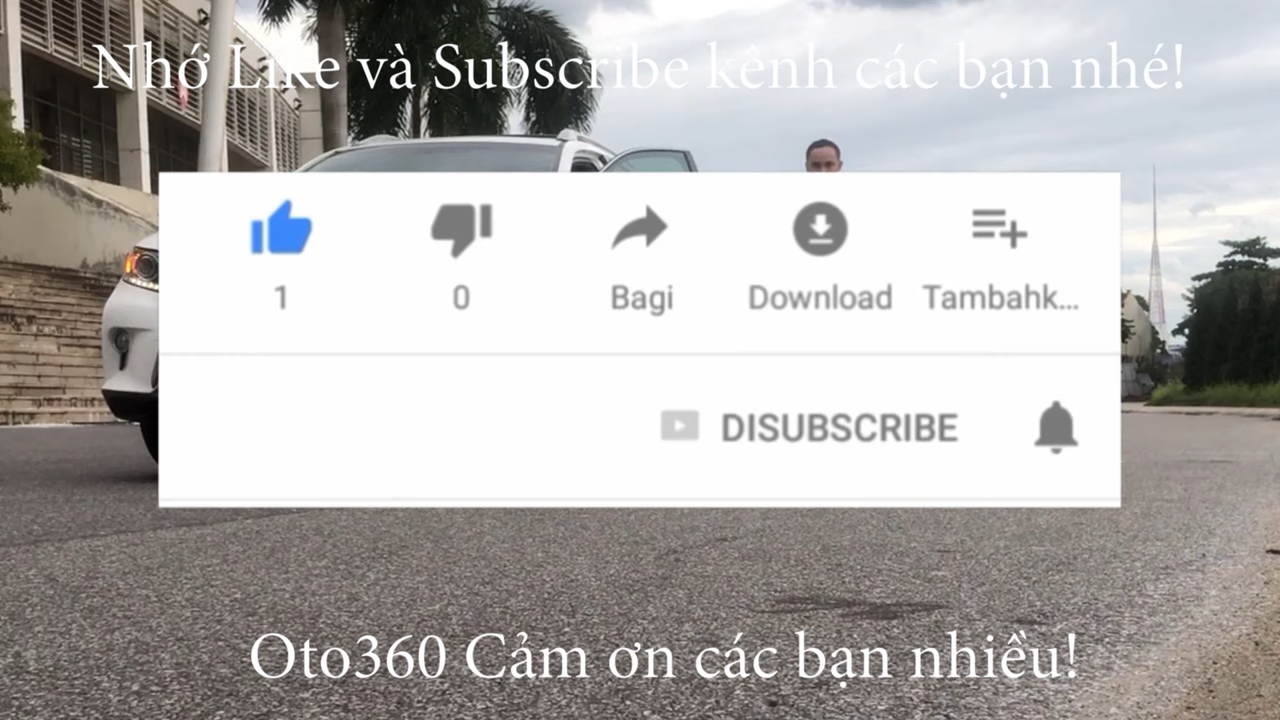 Nhớ Like và Subscribe kênh các bạn nhé!
1 0 Bagi Download Tambahk...
DISUBSCRIBE
Oto360 Cảm ơn các bạn nhiều!